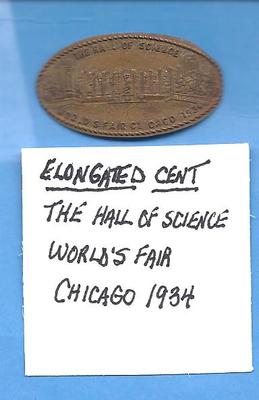 THE HALL OF SCIENCE
WORLD'S FAIR CHICAGO 1934
ELONGATED CENT
THE HALL OF SCIENCE
WORLD'S FAIR
CHICAGO 1934